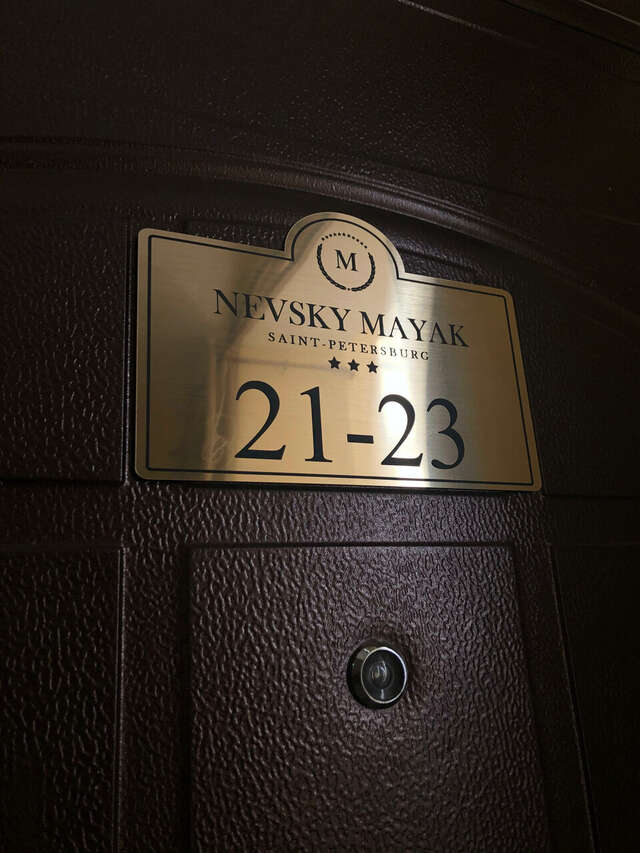 M
NEVSKY MAYAK
SAINT-PETERSBURG
21-23